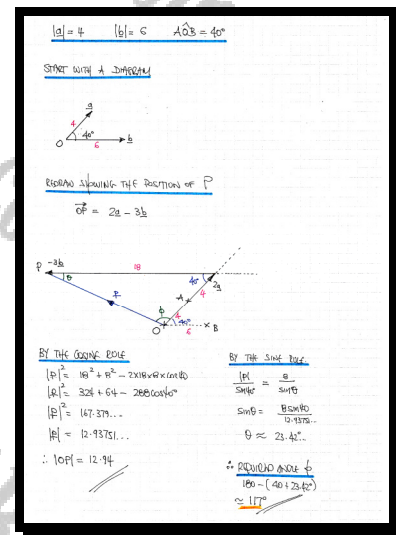 |a| = 4 |b| = 6 AÔB = 40°
START WITH A DIAGRAM
a
4
40°
O
6
b
REDRAW SHOWING THE POSITION OF P
OP = 2a - 3b
P
-3b
18
θ
40°
2a
4
A
P
φ
4
40°
O
6
B
BY THE COSINE RULE
|P|² = 18² + 8² - 2×18×8×cos40
|P|² = 324 + 64 - 288cos40°
|P|² = 167.379...
|P| = 12.93751...
∴ |OP| = 12.94
BY THE SINE RULE.
|P| / sin40° = 8 / sinθ
sinθ = 8sin40 / 12.9375...
θ ≈ 23.42°...
∴ REQUIRED ANGLE φ
180 - (40 + 23.42°)
≃ 117°